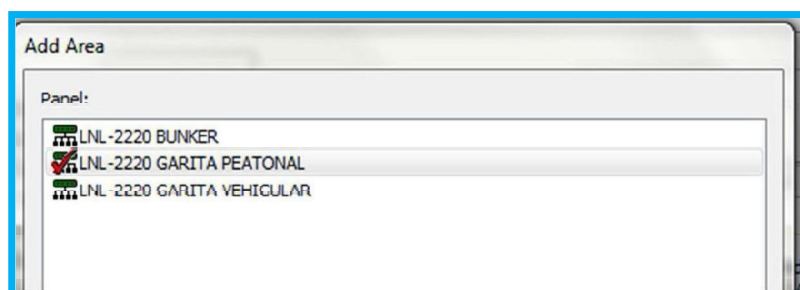 Add Area
Panel:
LNL-2220 BUNKER
LNL-2220 GARITA PEATONAL
LNL-2220 GARITA VEHICULAR